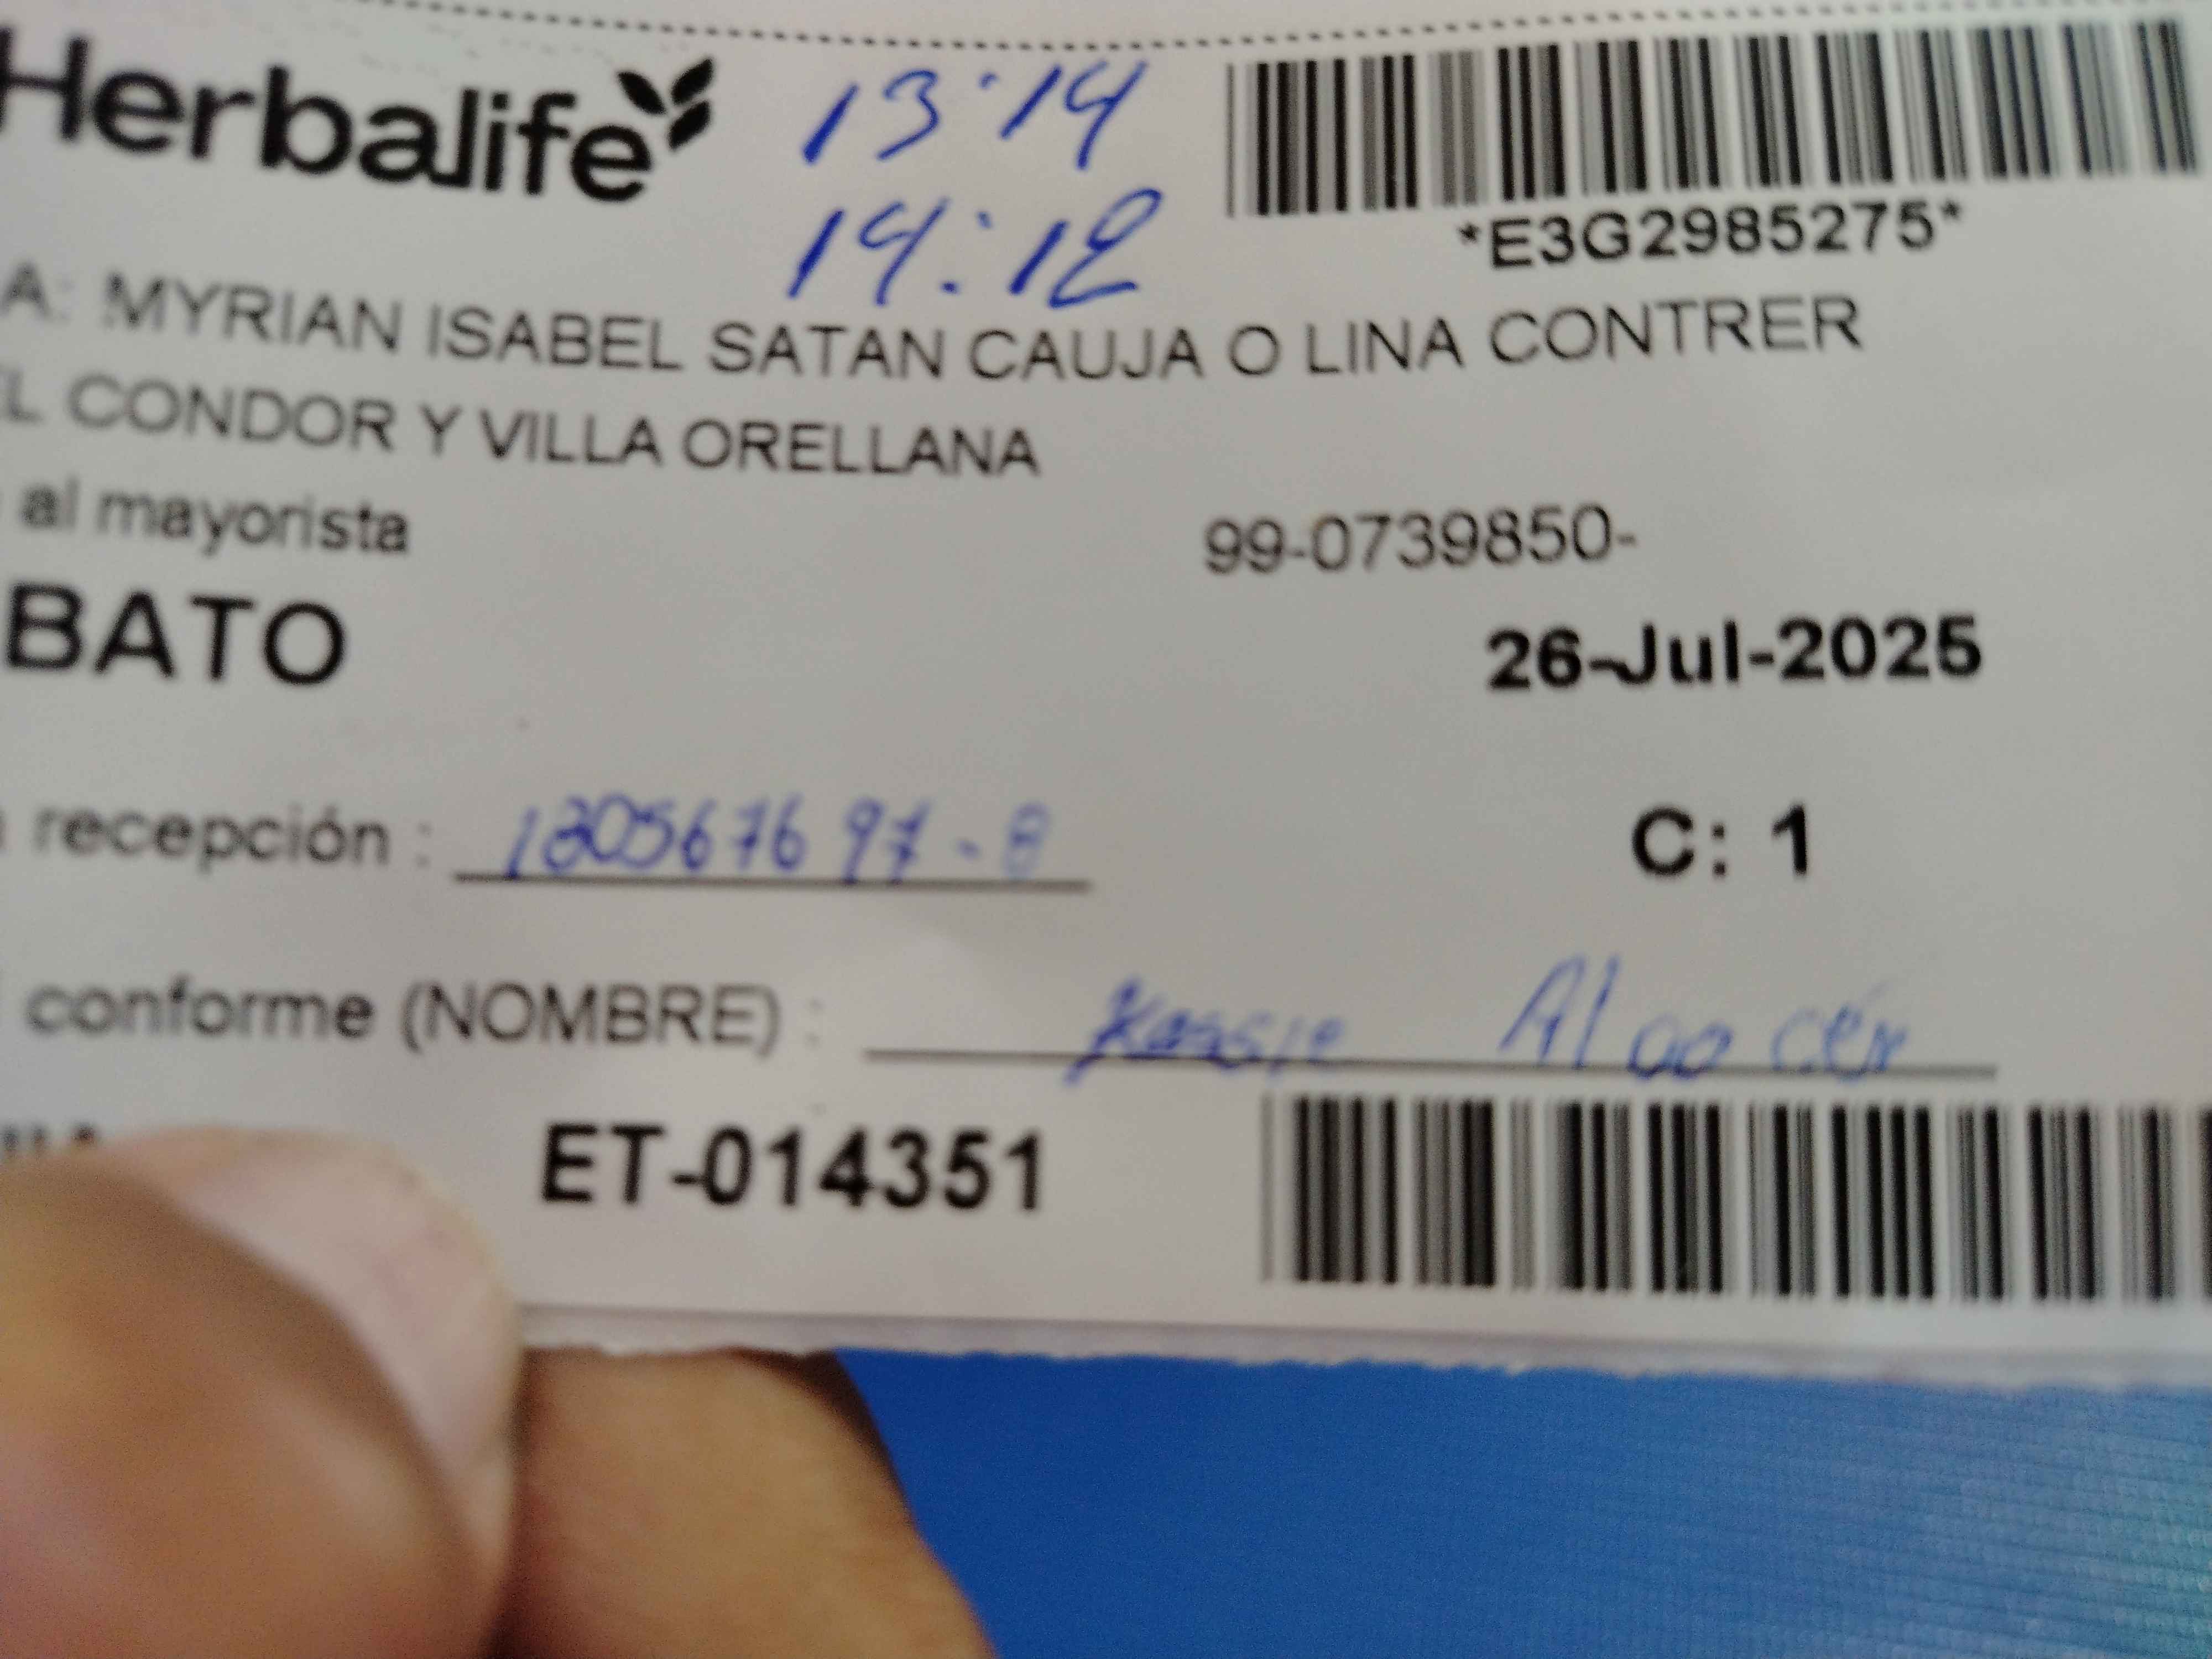 Herbalife
13:14
14:12
*E3G2985275*
A: MYRIAN ISABEL SATAN CAUJA O LINA CONTRER
EL CONDOR Y VILLA ORELLANA
al mayorista 99-0739850-
BATO 26-Jul-2025
recepción : C: 1
conforme (NOMBRE) :
ET-014351